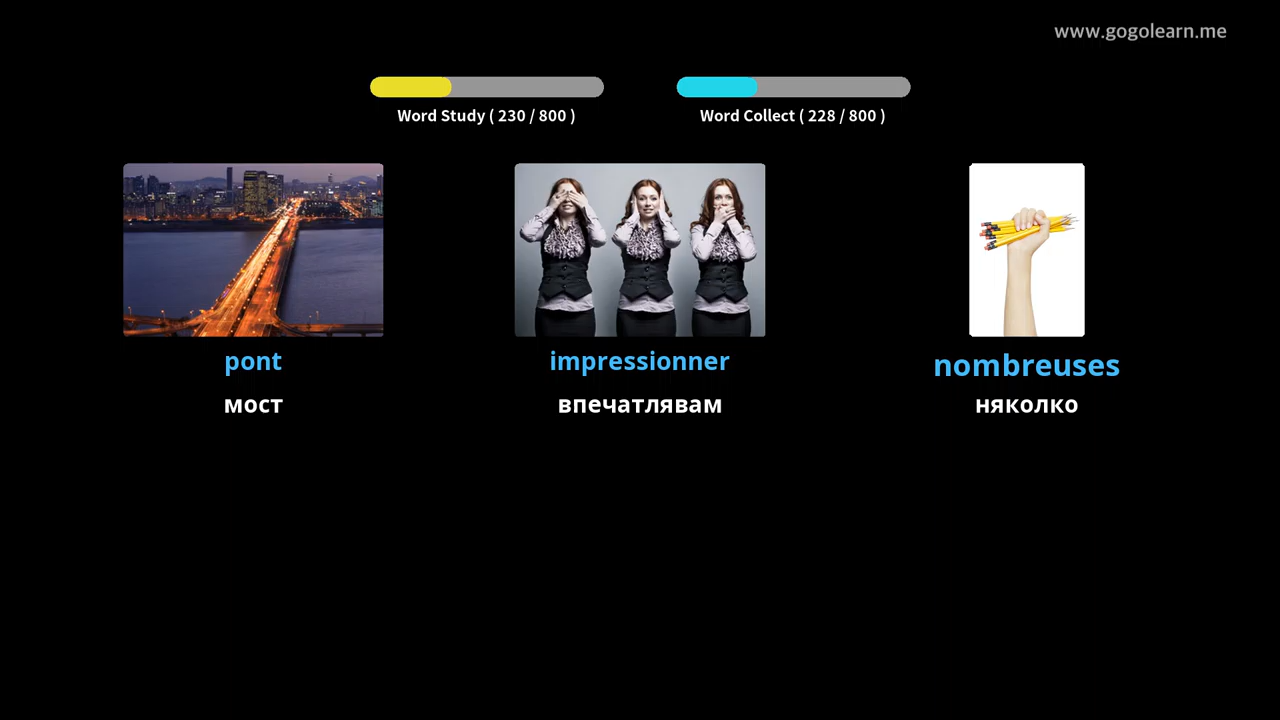 www.gogolearn.me
Word Study ( 230 / 800 )
Word Collect ( 228 / 800 )
pont
impressionner
nombreuses
мост
впечатлявам
няколко